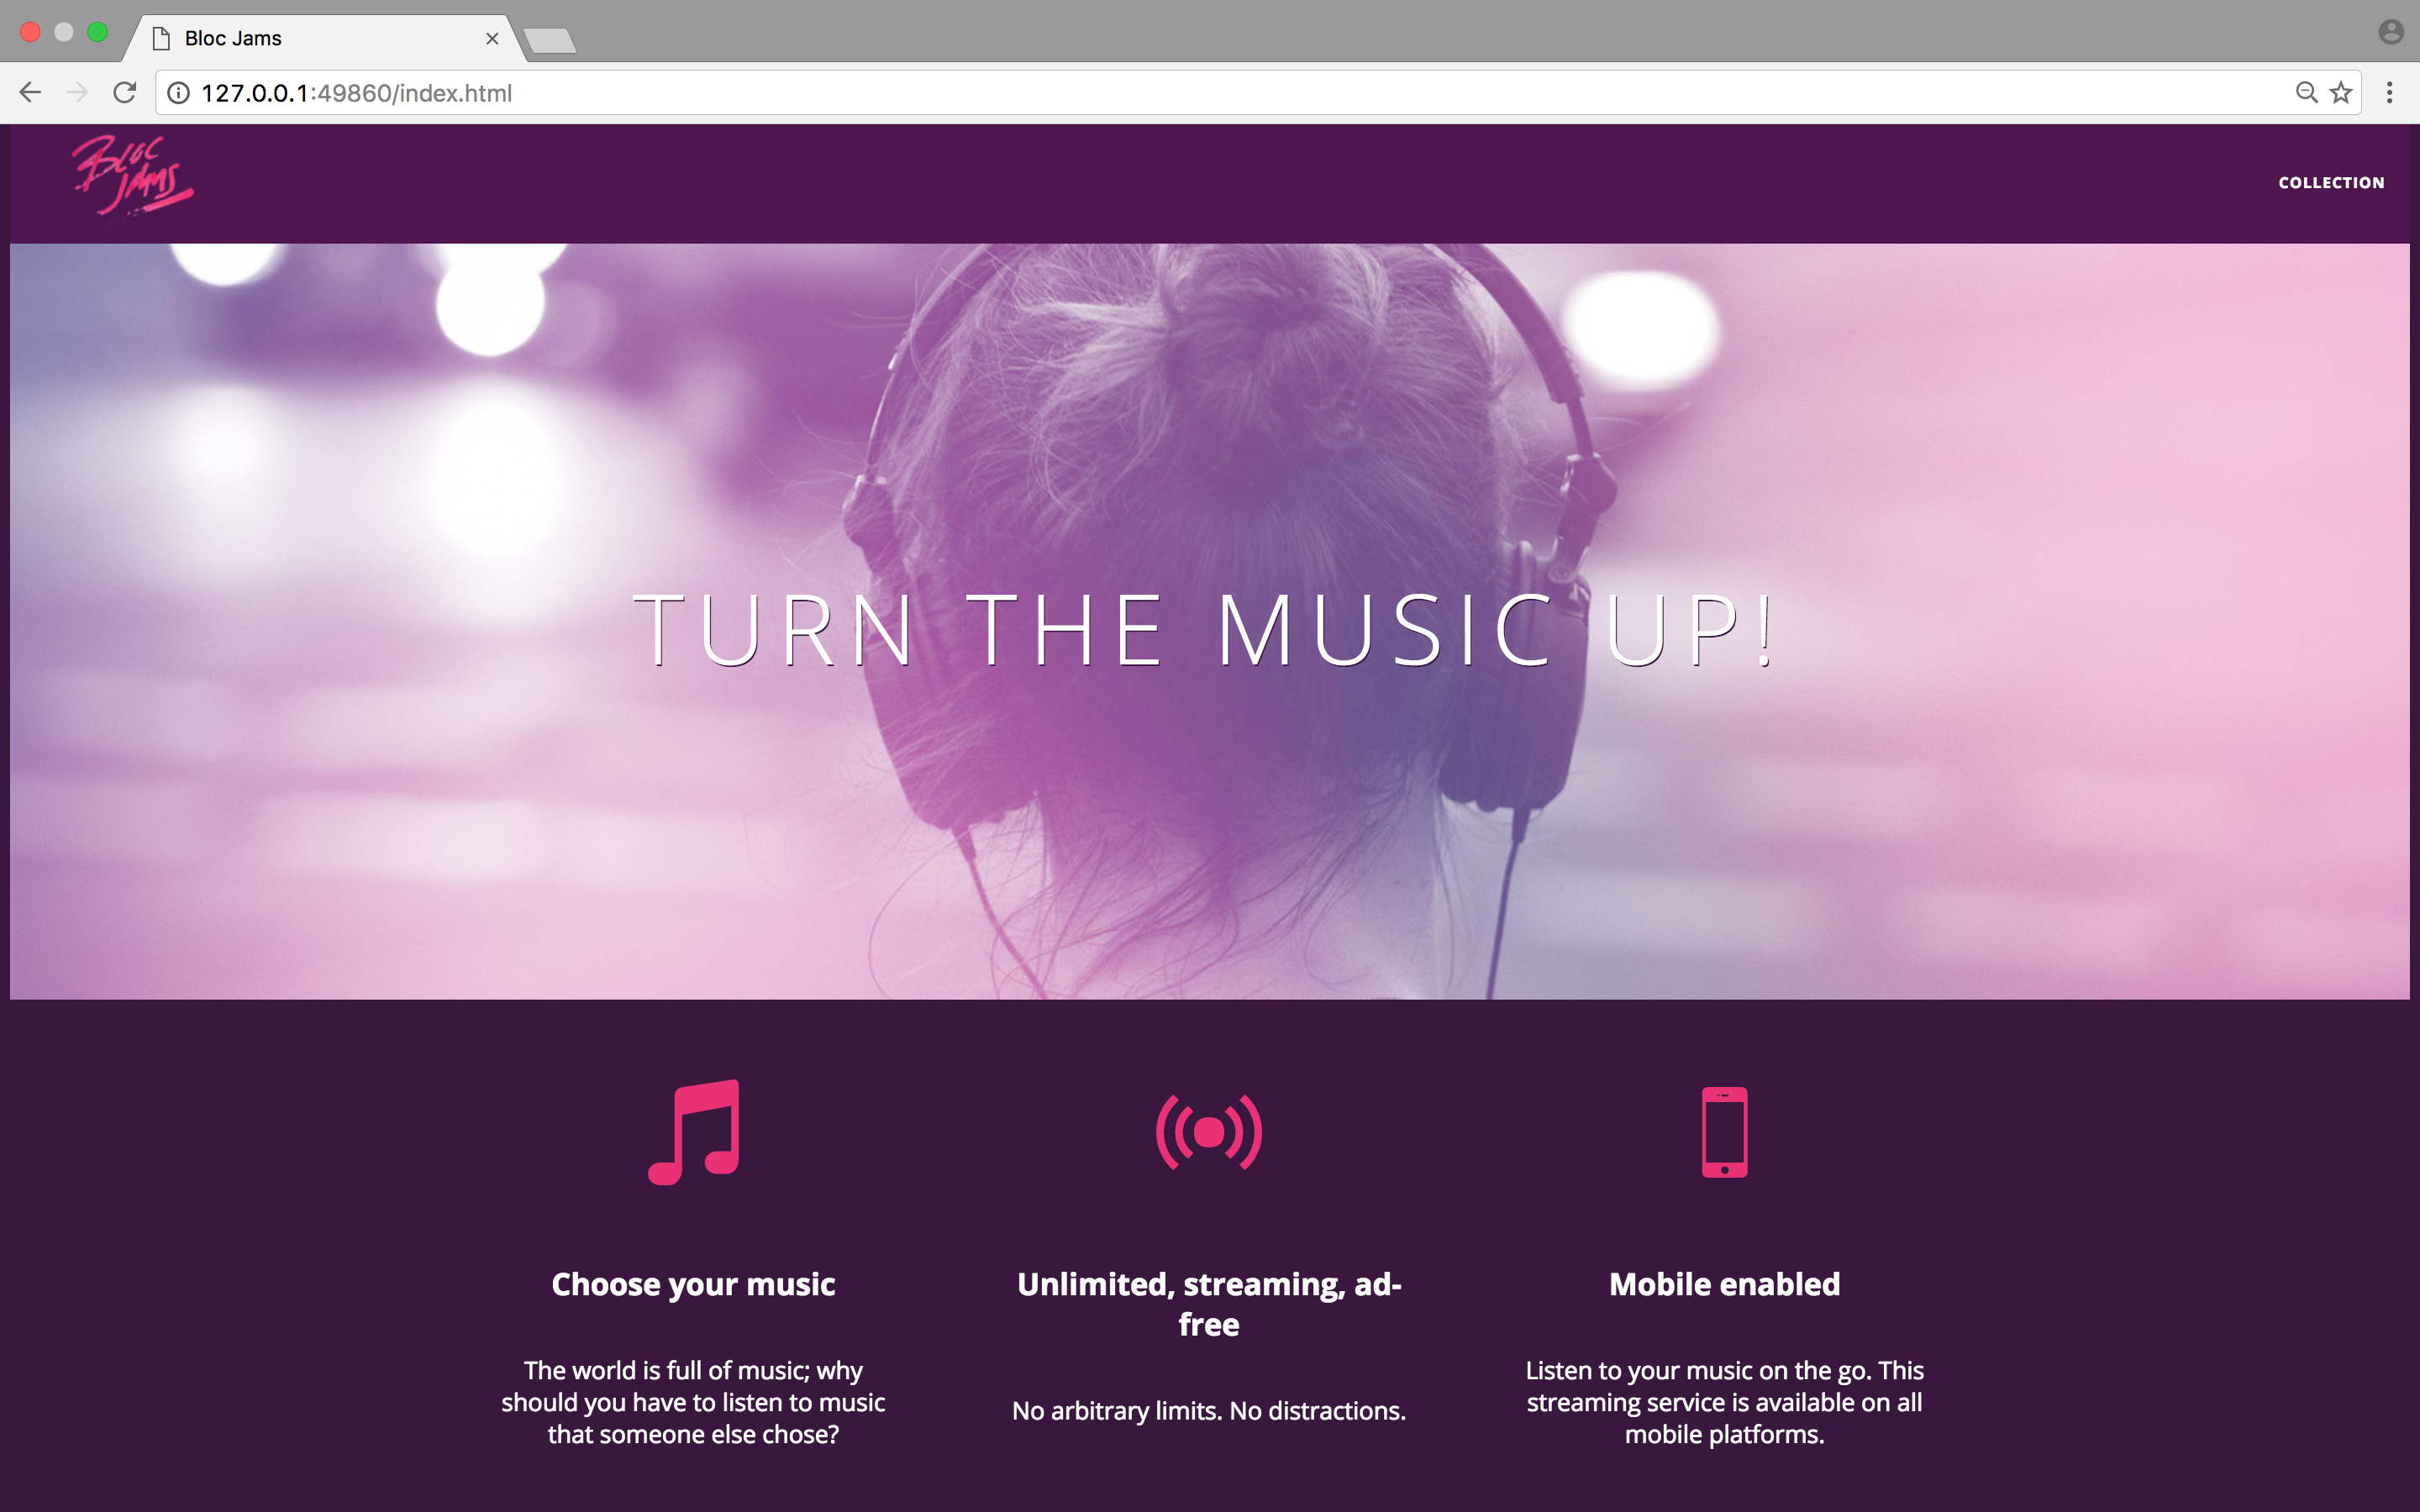 Bloc Jams
127.0.0.1:49860/index.html
BLOC
JAMS
COLLECTION
TURN THE MUSIC UP!
Choose your music
The world is full of music; why
should you have to listen to music
that someone else chose?
Unlimited, streaming, ad-
free
No arbitrary limits. No distractions.
Mobile enabled
Listen to your music on the go. This
streaming service is available on all
mobile platforms.